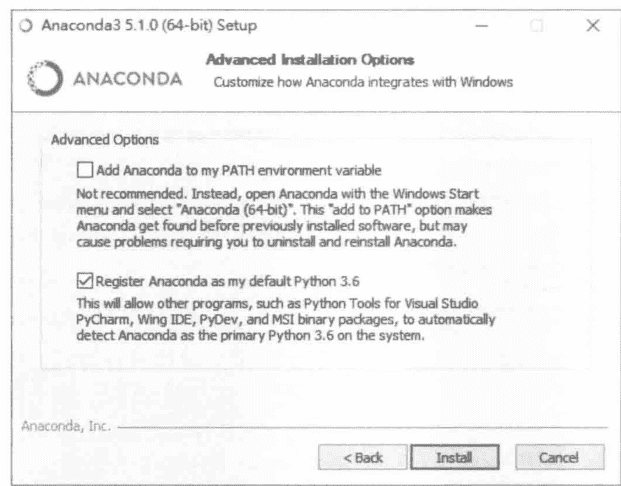 Anaconda3 5.1.0 (64-bit) Setup
Advanced Installation Options
ANACONDA
Customize how Anaconda integrates with Windows
Advanced Options
Add Anaconda to my PATH environment variable
Not recommended. Instead, open Anaconda with the Windows Start
menu and select "Anaconda (64-bit)". This "add to PATH" option makes
Anaconda get found before previously installed software, but may
cause problems requiring you to uninstall and reinstall Anaconda.
Register Anaconda as my default Python 3.6
This will allow other programs, such as Python Tools for Visual Studio
PyCharm, Wing IDE, PyDev, and MSI binary packages, to automatically
detect Anaconda as the primary Python 3.6 on the system.
Anaconda, Inc.
< Back
Install
Cancel